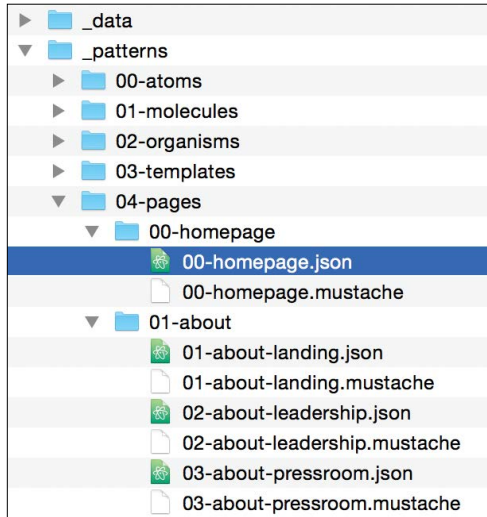 _data
_patterns
00-atoms
01-molecules
02-organisms
03-templates
04-pages
00-homepage
00-homepage.json
00-homepage.mustache
01-about
01-about-landing.json
01-about-landing.mustache
02-about-leadership.json
02-about-leadership.mustache
03-about-pressroom.json
03-about-pressroom.mustache